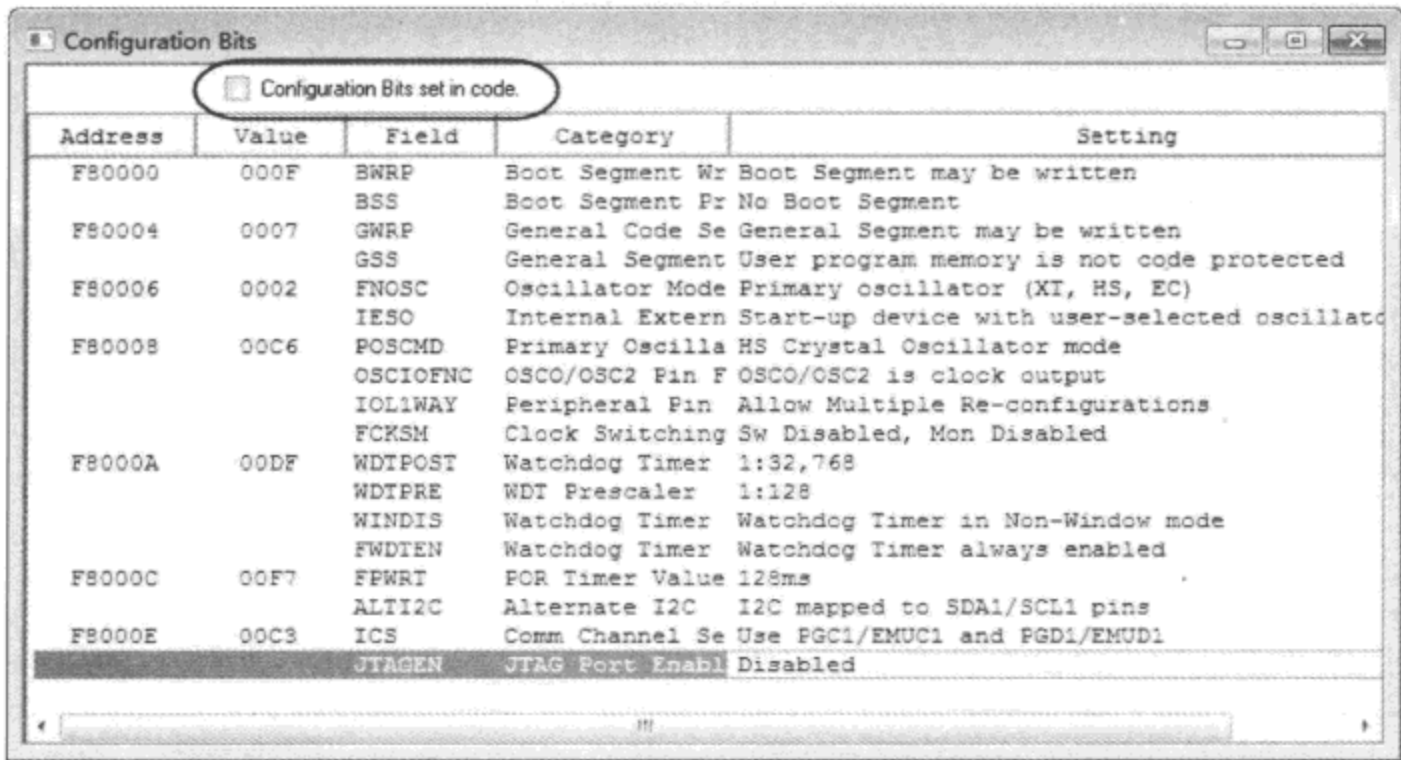 Configuration Bits
Configuration Bits set in code.
Address Value Field Category Setting
F80000 000F BWRP Boot Segment Wr Boot Segment may be written
BSS Boot Segment Pr No Boot Segment
F80004 0007 GWRP General Code Se General Segment may be written
GSS General Segment User program memory is not code protected
F80006 0002 FNOSC Oscillator Mode Primary oscillator (XT, HS, EC)
IESO Internal Extern Start-up device with user-selected oscillato
F80008 00C6 POSCMD Primary Oscilla HS Crystal Oscillator mode
OSCIOFNC OSCO/OSC2 Pin F OSCO/OSC2 is clock output
IOL1WAY Peripheral Pin Allow Multiple Re-configurations
FCKSM Clock Switching Sw Disabled, Mon Disabled
F8000A 00DF WDTPOST Watchdog Timer 1:32,768
WDTPRE WDT Prescaler 1:128
WINDIS Watchdog Timer Watchdog Timer in Non-Window mode
FWDTEN Watchdog Timer Watchdog Timer always enabled
F8000C 00F7 FPWRT POR Timer Value 128ms
ALTI2C Alternate I2C I2C mapped to SDA1/SCL1 pins
F8000E 00C3 ICS Comm Channel Se Use PGC1/EMUC1 and PGD1/EMUD1
JTAGEN JTAG Port Enabl Disabled